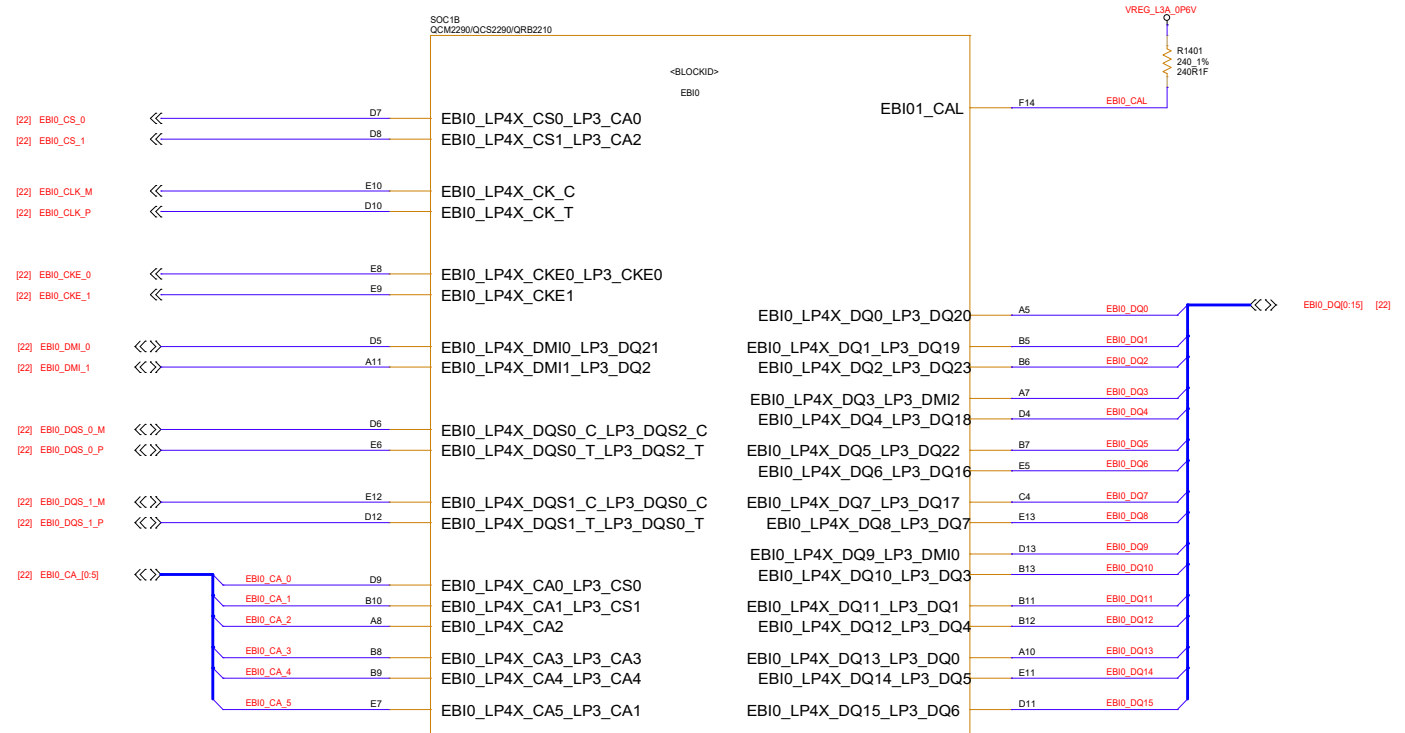 VREG_L3A_0P6V
SOC1B
QCM2290/QCS2290/QRB2210
R1401
240_1%
240R1F
<BLOCKID>
EBI0
EBI01_CAL F14 EBI0_CAL
[22] EBI0_CS_0 D7 EBI0_LP4X_CS0_LP3_CA0
[22] EBI0_CS_1 D8 EBI0_LP4X_CS1_LP3_CA2
[22] EBI0_CLK_M E10 EBI0_LP4X_CK_C
[22] EBI0_CLK_P D10 EBI0_LP4X_CK_T
[22] EBI0_CKE_0 E8 EBI0_LP4X_CKE0_LP3_CKE0
[22] EBI0_CKE_1 E9 EBI0_LP4X_CKE1
EBI0_DQ[0:15] [22]
EBI0_LP4X_DQ0_LP3_DQ20 A5 EBI0_DQ0
[22] EBI0_DMI_0 D5 EBI0_LP4X_DMI0_LP3_DQ21 EBI0_LP4X_DQ1_LP3_DQ19 B5 EBI0_DQ1
[22] EBI0_DMI_1 A11 EBI0_LP4X_DMI1_LP3_DQ2 EBI0_LP4X_DQ2_LP3_DQ23 B6 EBI0_DQ2
EBI0_LP4X_DQ3_LP3_DMI2 A7 EBI0_DQ3
EBI0_LP4X_DQ4_LP3_DQ18 D4 EBI0_DQ4
[22] EBI0_DQS_0_M D6 EBI0_LP4X_DQS0_C_LP3_DQS2_C
[22] EBI0_DQS_0_P E6 EBI0_LP4X_DQS0_T_LP3_DQS2_T EBI0_LP4X_DQ5_LP3_DQ22 B7 EBI0_DQ5
EBI0_LP4X_DQ6_LP3_DQ16 E5 EBI0_DQ6
[22] EBI0_DQS_1_M E12 EBI0_LP4X_DQS1_C_LP3_DQS0_C EBI0_LP4X_DQ7_LP3_DQ17 C4 EBI0_DQ7
[22] EBI0_DQS_1_P D12 EBI0_LP4X_DQS1_T_LP3_DQS0_T EBI0_LP4X_DQ8_LP3_DQ7 E13 EBI0_DQ8
EBI0_LP4X_DQ9_LP3_DMI0 D13 EBI0_DQ9
[22] EBI0_CA_[0:5] EBI0_LP4X_DQ10_LP3_DQ3 B13 EBI0_DQ10
EBI0_CA_0 D9 EBI0_LP4X_CA0_LP3_CS0
EBI0_CA_1 B10 EBI0_LP4X_CA1_LP3_CS1 EBI0_LP4X_DQ11_LP3_DQ1 B11 EBI0_DQ11
EBI0_CA_2 A8 EBI0_LP4X_CA2 EBI0_LP4X_DQ12_LP3_DQ4 B12 EBI0_DQ12
EBI0_CA_3 B8 EBI0_LP4X_CA3_LP3_CA3 EBI0_LP4X_DQ13_LP3_DQ0 A10 EBI0_DQ13
EBI0_CA_4 B9 EBI0_LP4X_CA4_LP3_CA4 EBI0_LP4X_DQ14_LP3_DQ5 E11 EBI0_DQ14
EBI0_CA_5 E7 EBI0_LP4X_CA5_LP3_CA1 EBI0_LP4X_DQ15_LP3_DQ6 D11 EBI0_DQ15